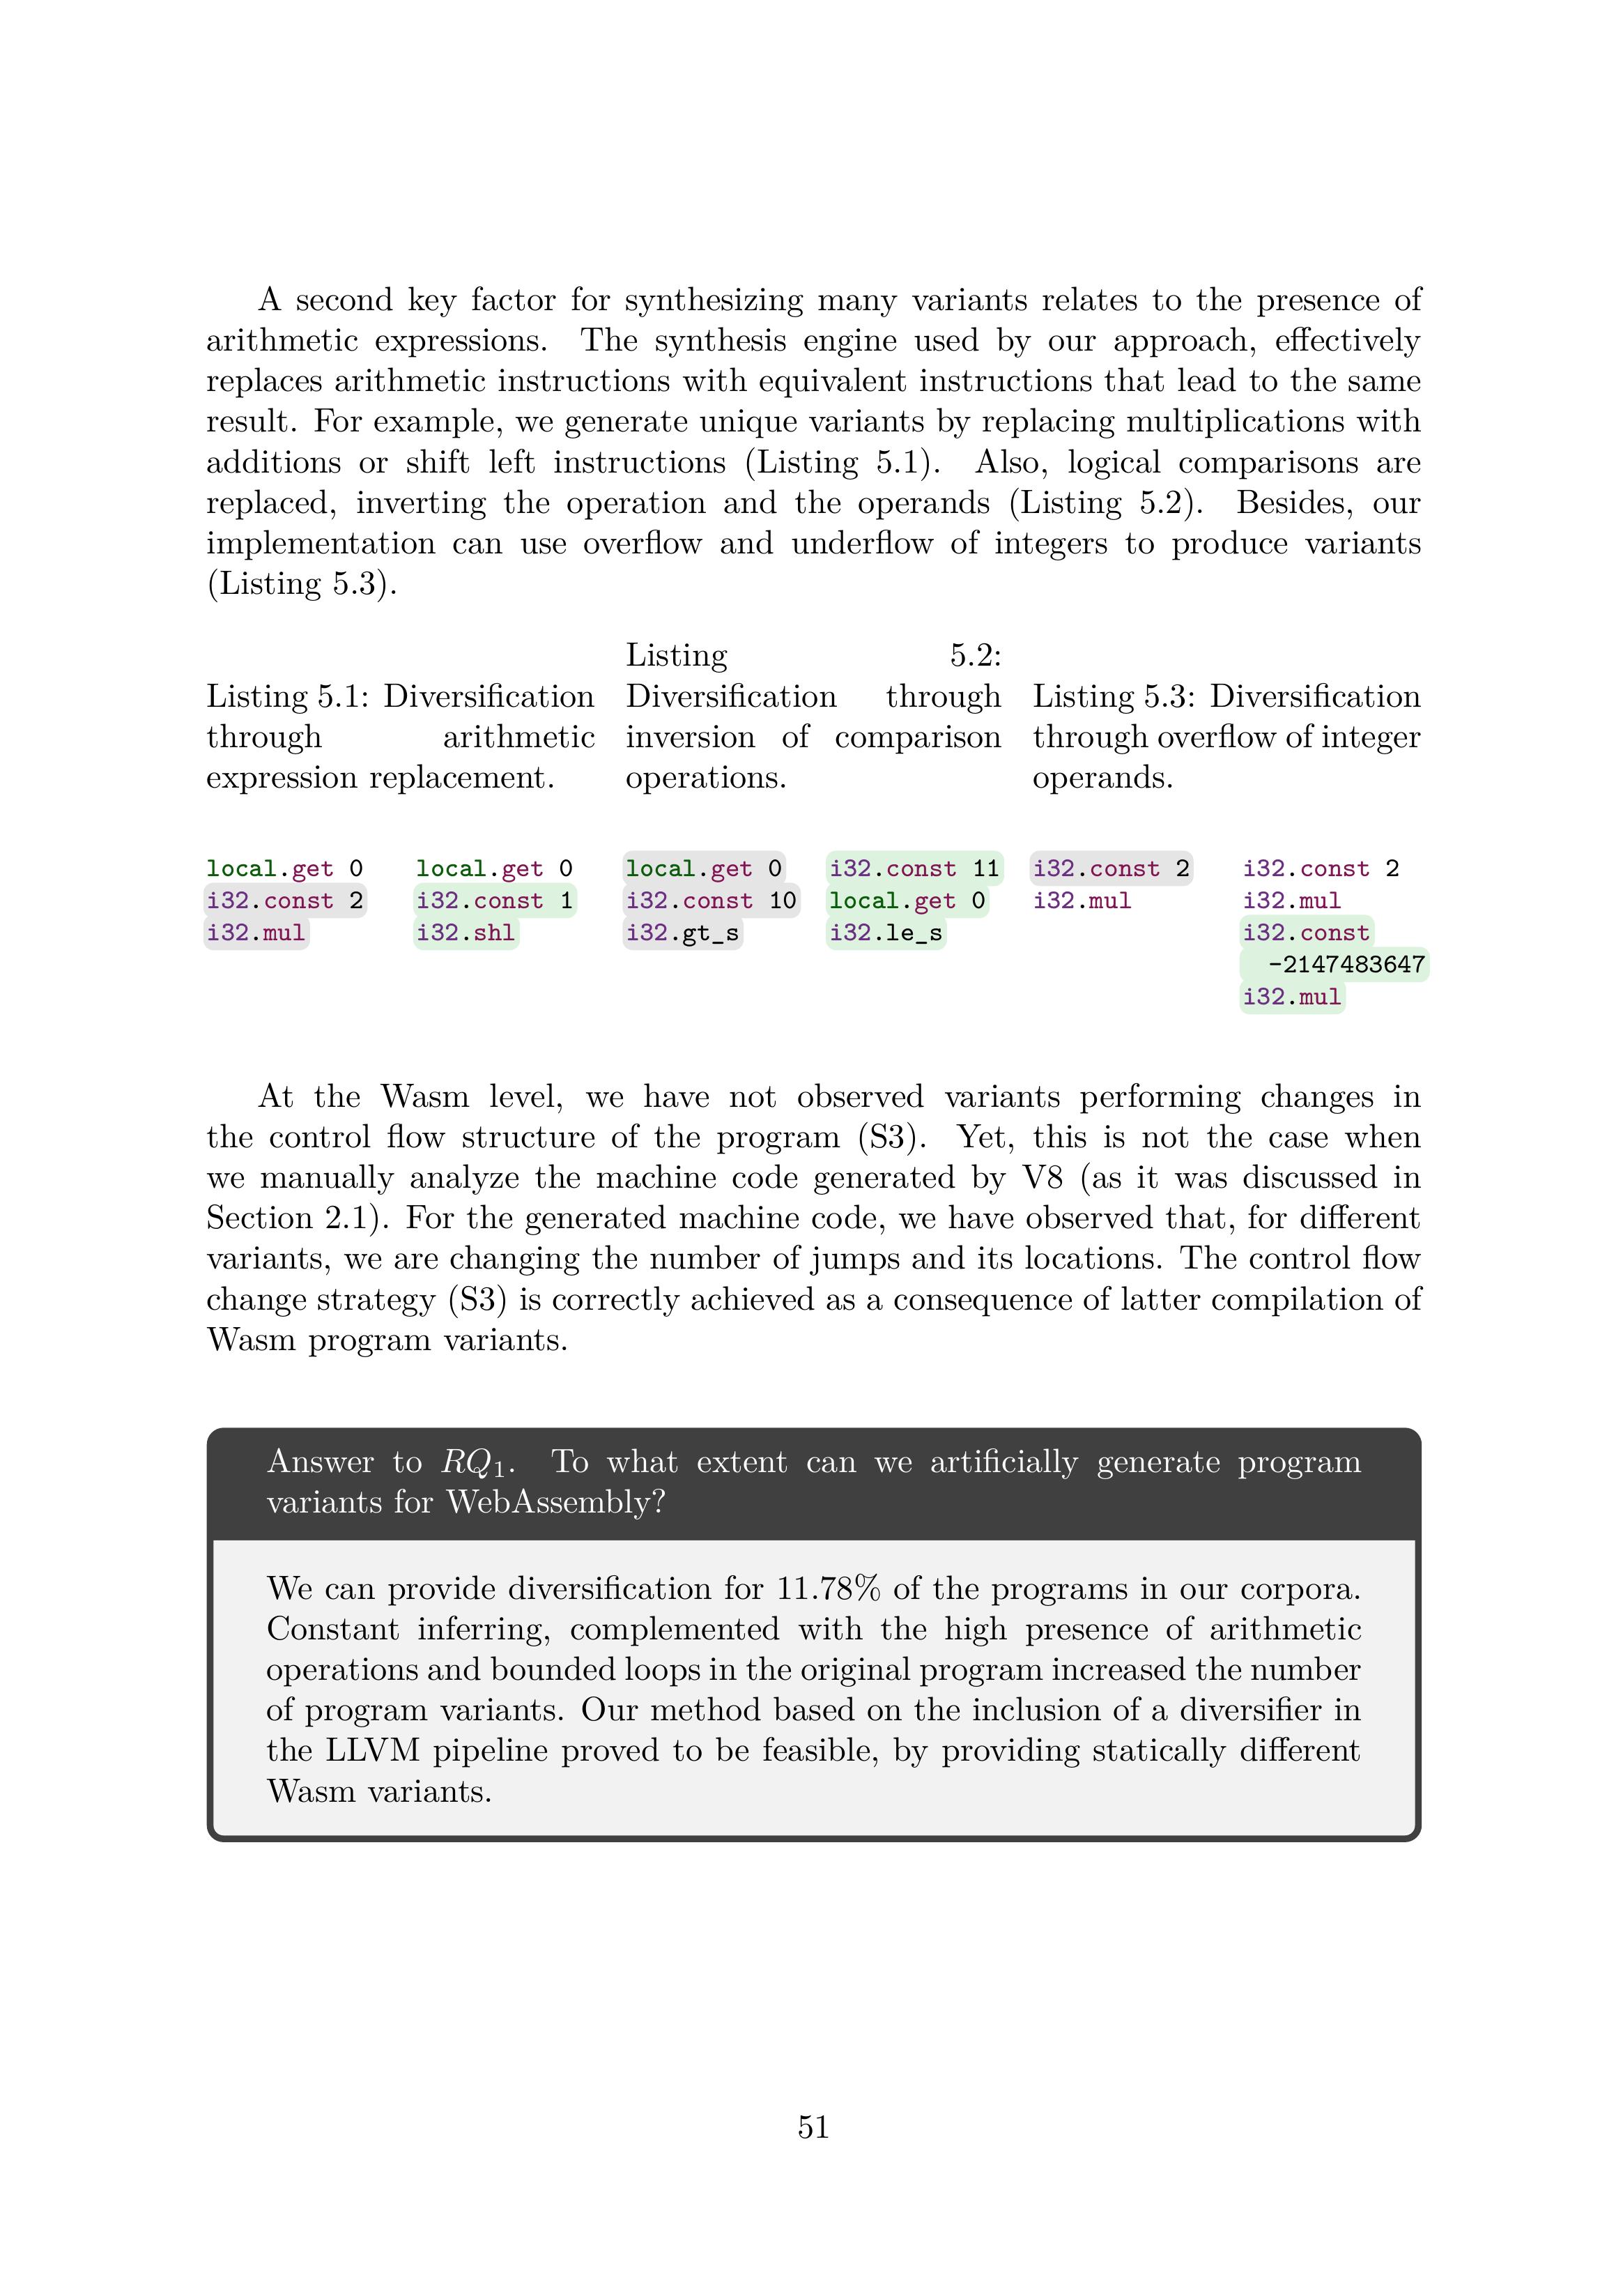 A second key factor for synthesizing many variants relates to the presence of
arithmetic expressions. The synthesis engine used by our approach, effectively
replaces arithmetic instructions with equivalent instructions that lead to the same
result. For example, we generate unique variants by replacing multiplications with
additions or shift left instructions (Listing 5.1). Also, logical comparisons are
replaced, inverting the operation and the operands (Listing 5.2). Besides, our
implementation can use overflow and underflow of integers to produce variants
(Listing 5.3).
Listing 5.1: Diversification
through arithmetic
expression replacement.
local.get 0
i32.const 2
i32.mul
local.get 0
i32.const 1
i32.shl
Listing 5.2:
Diversification through
inversion of comparison
operations.
local.get 0
i32.const 10
i32.gt_s
i32.const 11
local.get 0
i32.le_s
Listing 5.3: Diversification
through overflow of integer
operands.
i32.const 2
i32.mul
i32.const 2
i32.mul
i32.const
-2147483647
i32.mul
At the Wasm level, we have not observed variants performing changes in
the control flow structure of the program (S3). Yet, this is not the case when
we manually analyze the machine code generated by V8 (as it was discussed in
Section 2.1). For the generated machine code, we have observed that, for different
variants, we are changing the number of jumps and its locations. The control flow
change strategy (S3) is correctly achieved as a consequence of latter compilation of
Wasm program variants.
Answer to RQ1. To what extent can we artificially generate program
variants for WebAssembly?
We can provide diversification for 11.78% of the programs in our corpora.
Constant inferring, complemented with the high presence of arithmetic
operations and bounded loops in the original program increased the number
of program variants. Our method based on the inclusion of a diversifier in
the LLVM pipeline proved to be feasible, by providing statically different
Wasm variants.
51